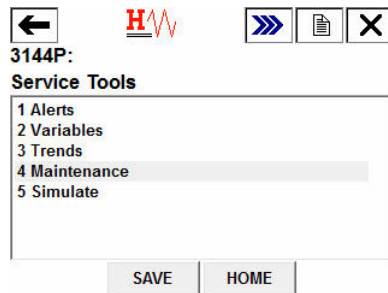 H
3144P:
Service Tools
1 Alerts
2 Variables
3 Trends
4 Maintenance
5 Simulate
SAVE HOME